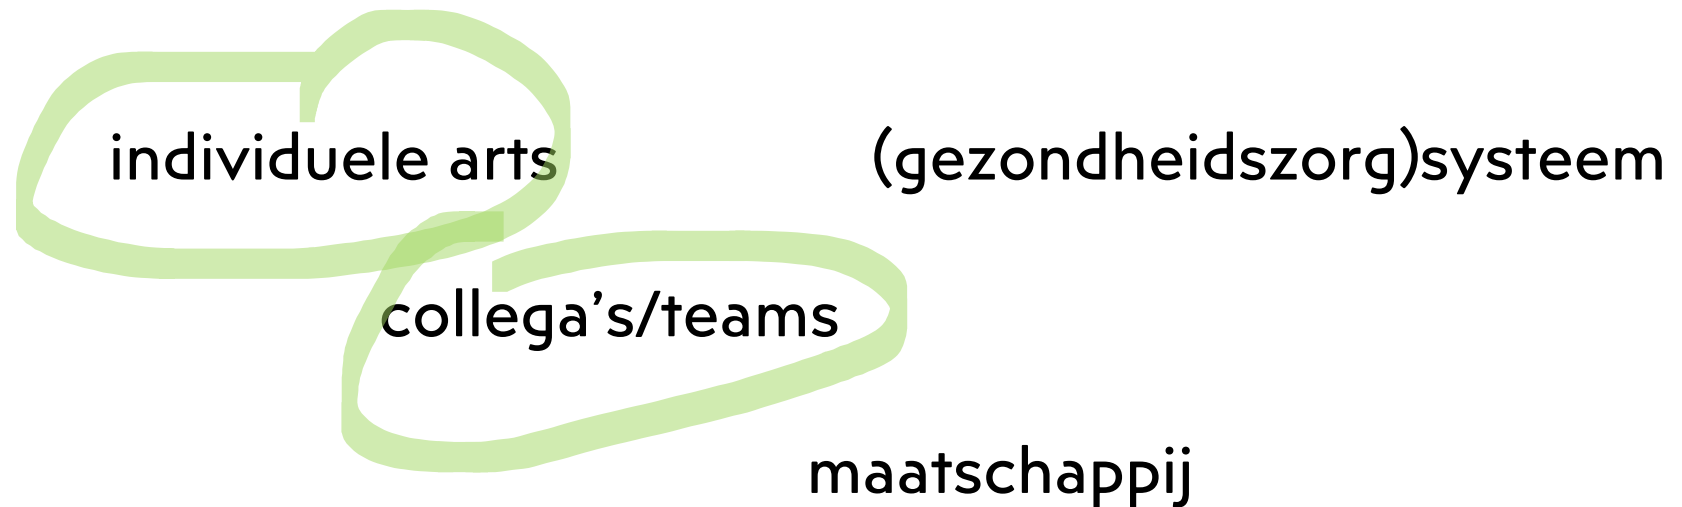 individuele arts
(gezondheidszorg)systeem
collega’s/teams
maatschappij